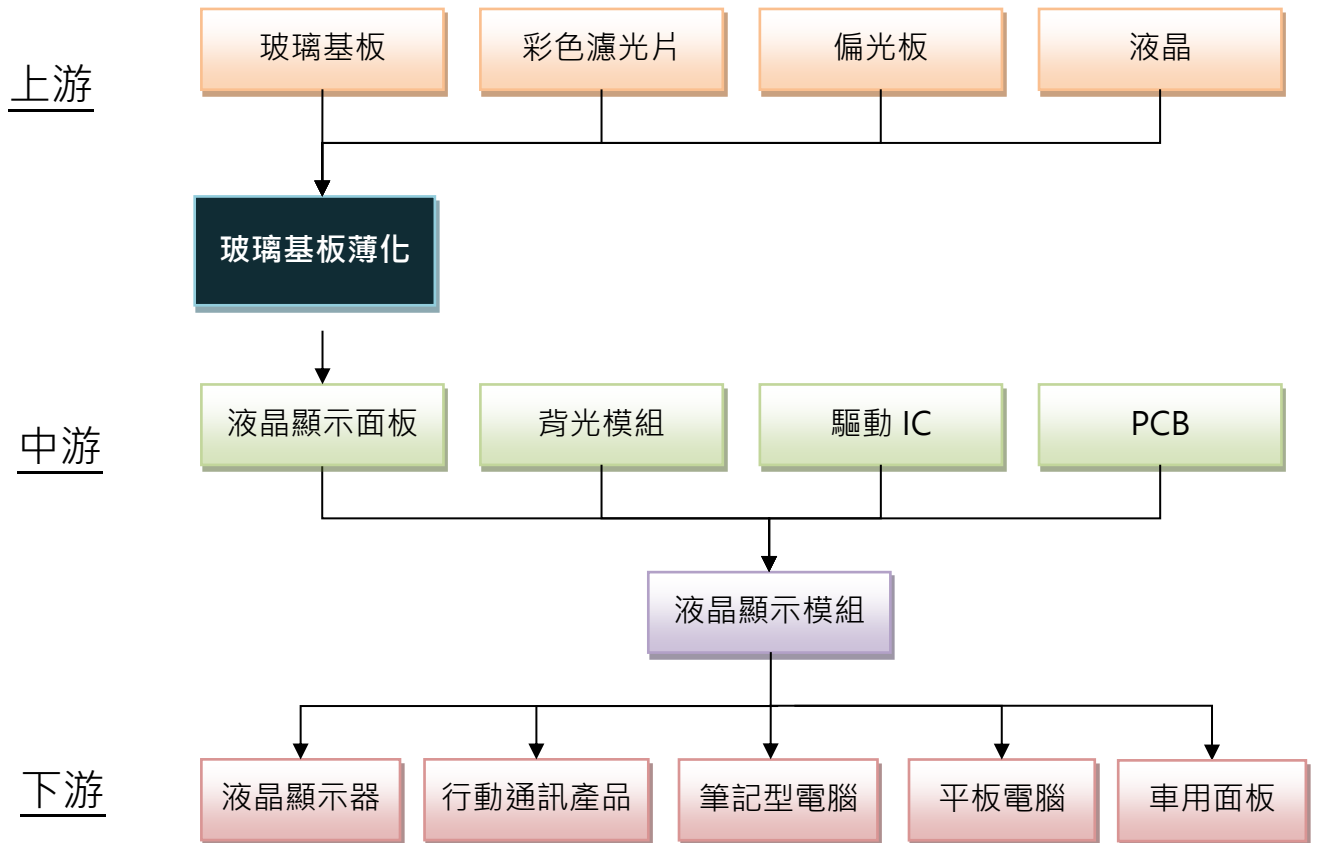 上游
玻璃基板
彩色濾光片
偏光板
液晶
玻璃基板薄化
中游
液晶顯示面板
背光模組
驅動 IC
PCB
液晶顯示模組
下游
液晶顯示器
行動通訊產品
筆記型電腦
平板電腦
車用面板